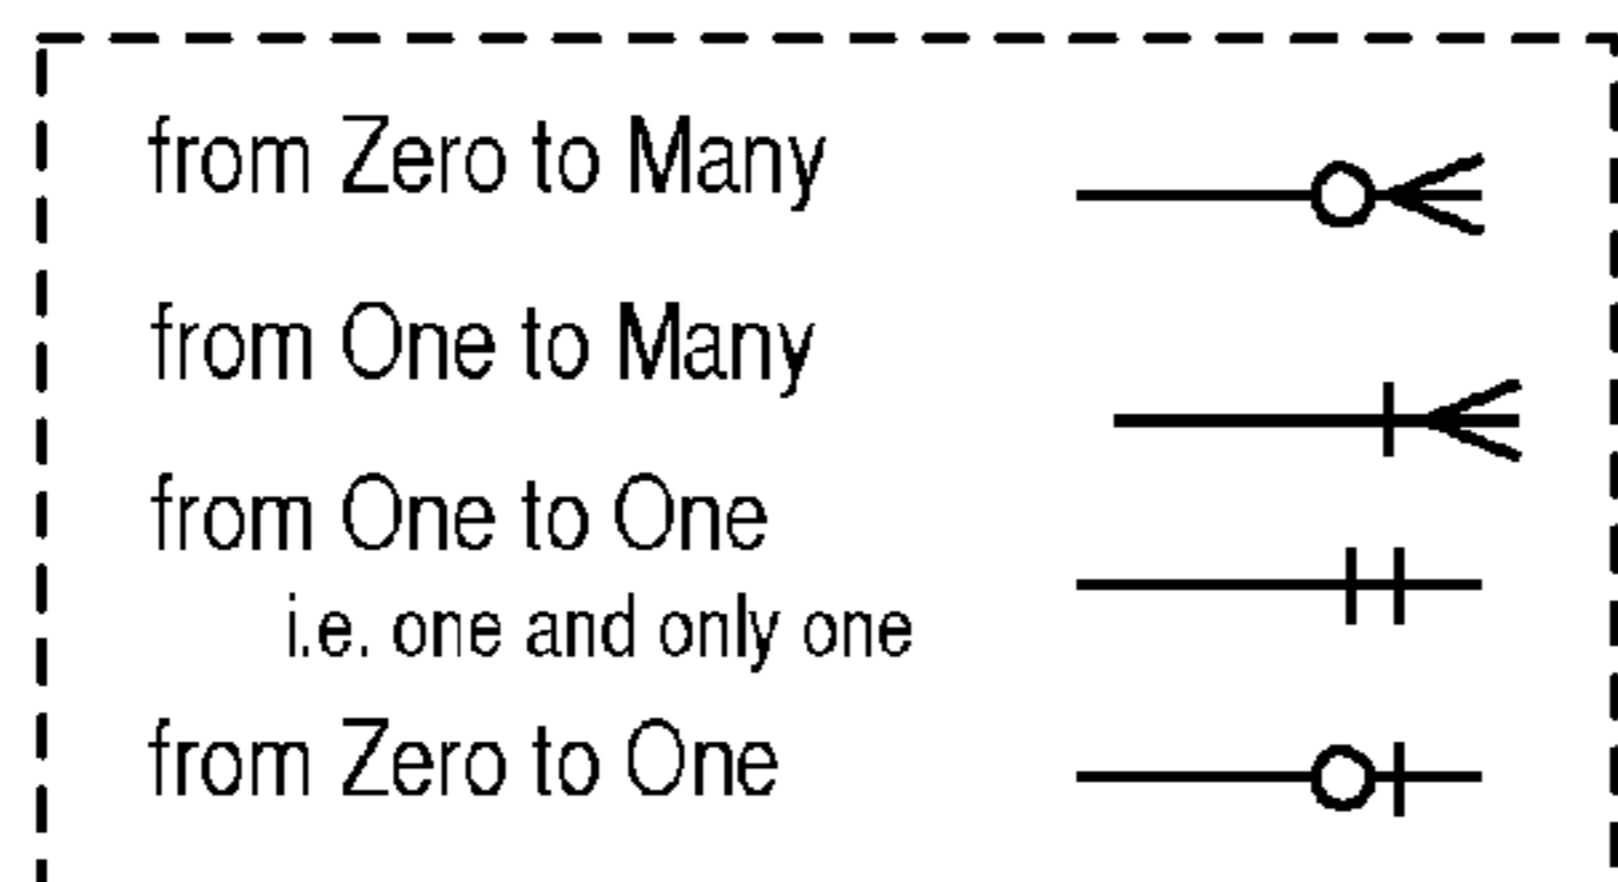 from Zero to Many
from One to Many
from One to One
i.e. one and only one
from Zero to One